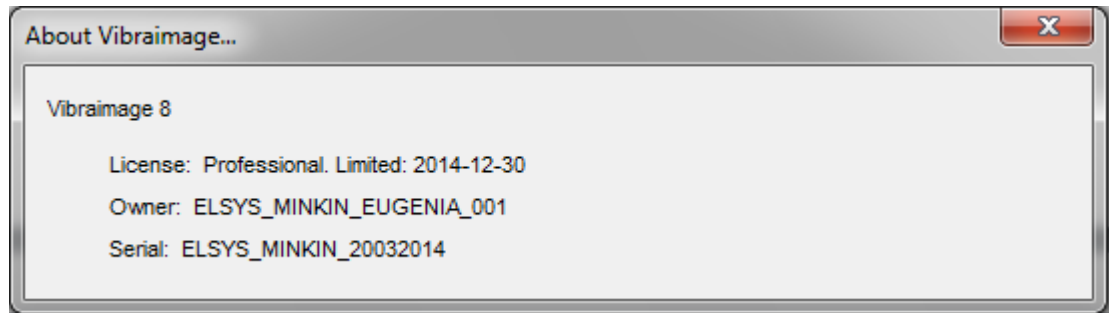 About Vibraimage...
Vibraimage 8
License: Professional. Limited: 2014-12-30
Owner: ELSYS_MINKIN_EUGENIA_001
Serial: ELSYS_MINKIN_20032014